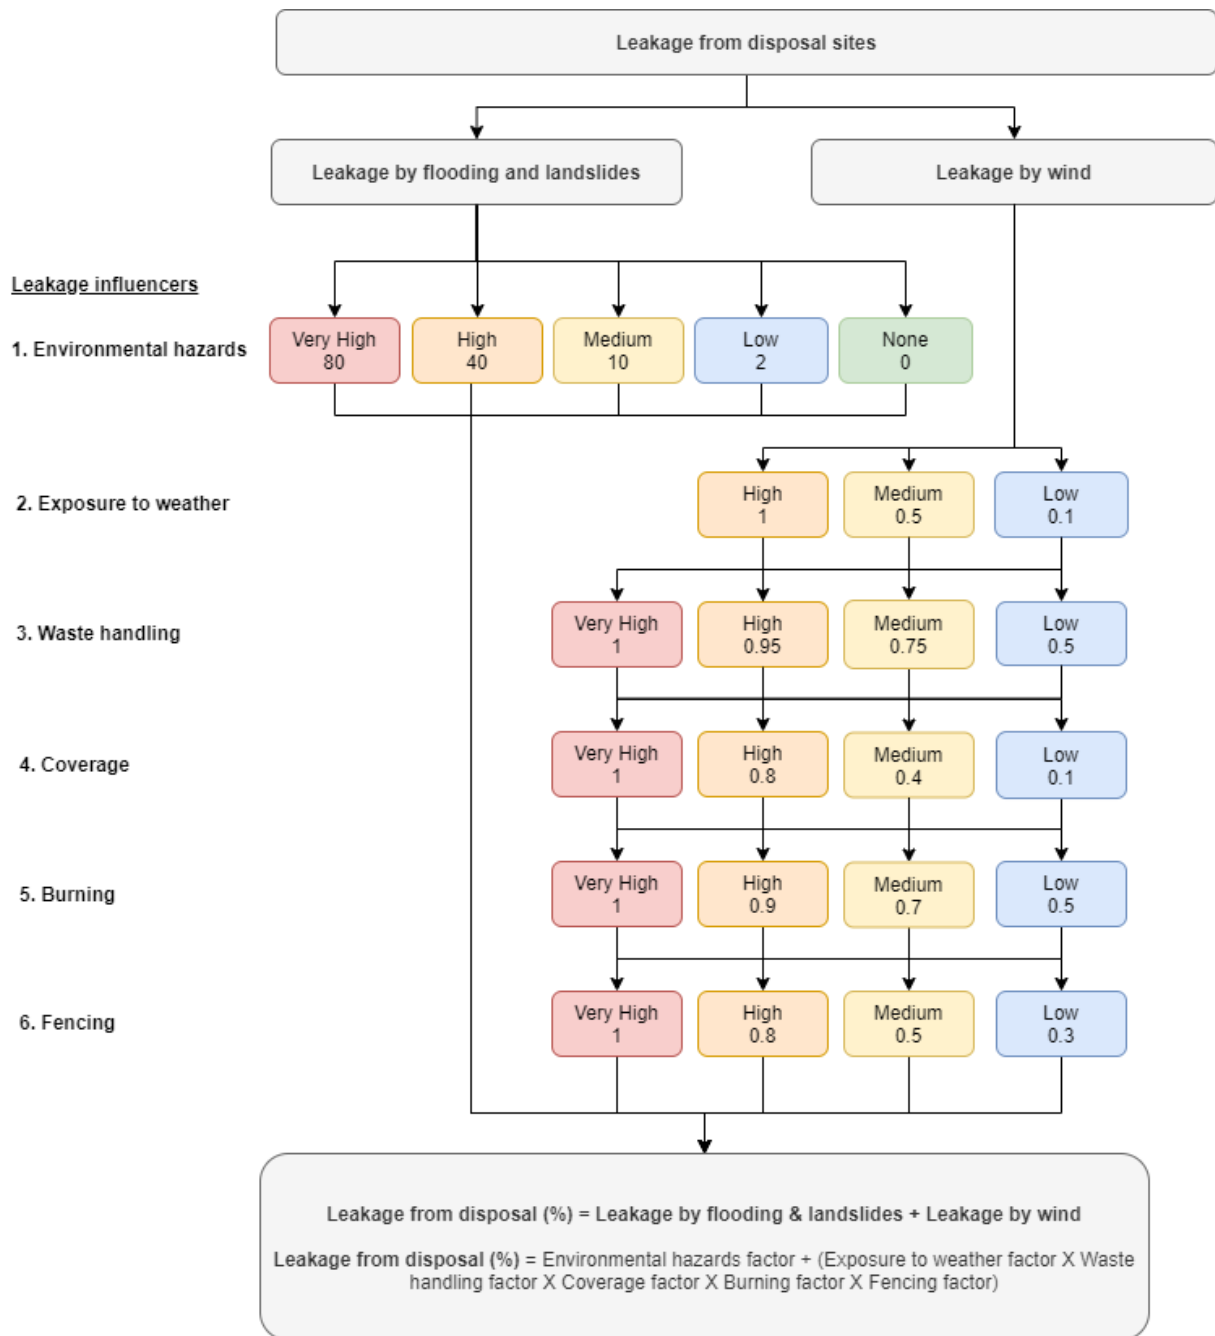 Leakage from disposal sites
Leakage by flooding and landslides
Leakage by wind
Leakage influencers
1. Environmental hazards
Very High
80
High
40
Medium
10
Low
2
None
0
2. Exposure to weather
High
1
Medium
0.5
Low
0.1
3. Waste handling
Very High
1
High
0.95
Medium
0.75
Low
0.5
4. Coverage
Very High
1
High
0.8
Medium
0.4
Low
0.1
5. Burning
Very High
1
High
0.9
Medium
0.7
Low
0.5
6. Fencing
Very High
1
High
0.8
Medium
0.5
Low
0.3
Leakage from disposal (%) = Leakage by flooding & landslides + Leakage by wind
Leakage from disposal (%) = Environmental hazards factor + (Exposure to weather factor X Waste
handling factor X Coverage factor X Burning factor X Fencing factor)